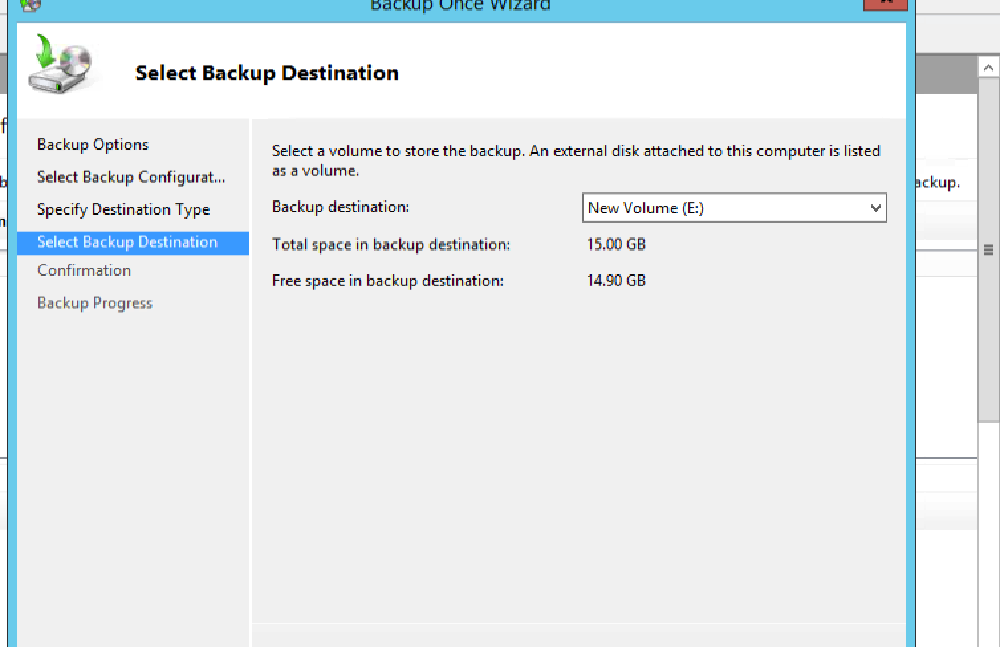 Backup Once Wizard
Select Backup Destination
Backup Options
Select Backup Configurat...
Specify Destination Type
Select Backup Destination
Confirmation
Backup Progress
Select a volume to store the backup. An external disk attached to this computer is listed
as a volume.
Backup destination:
New Volume (E:)
Total space in backup destination:
15.00 GB
Free space in backup destination:
14.90 GB
ackup.